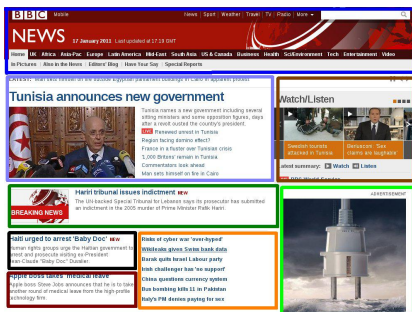 BBC Mobile News Sport Weather Travel TV Radio More
NEWS
17 January 2011 Last updated at 17:19 GMT
Home UK Africa Asia-Pac Europe Latin America Mid-East South Asia US & Canada Business Health Sci/Environment Tech Entertainment Video
In Pictures Also in the News Editors' Blog Have Your Say Special Reports
Tunisia announces new government
Tunisia names a new government including several
sitting ministers and some opposition figures, days
after a revolt ousted the country's president.
LIVE Renewed unrest in Tunisia
Region facing domino effect?
France in a flutter over Tunisian crisis
'1,000 Britons' remain in Tunisia
Commentators look ahead
Man sets himself on fire in Cairo
Watch/Listen
Swedish tourists
attacked in Tunisia
Berlusconi: 'Sex
claims are laughable'
Latest summary: Watch Listen
Hariri tribunal issues indictment NEW
The UN-backed Special Tribunal for Lebanon says its prosecutor has submitted
an indictment in the 2005 murder of Prime Minister Rafik Hariri.
BREAKING NEWS
ADVERTISEMENT
Haiti urged to arrest 'Baby Doc' NEW
Human rights groups urge the Haitian government to
arrest and prosecute visiting ex-President
Jean-Claude "Baby Doc" Duvalier.
Apple boss takes 'medical leave'
Apple boss Steve Jobs announces that he is to take
another round of medical leave from the high-profile
technology firm.
Risks of cyber war 'over-hyped'
Wikileaks given Swiss bank data
Barak quits Israel Labour party
Irish challenger has 'no support'
China questions currency system
Bus bombing kills 11 in Pakistan
Italy's PM denies paying for sex